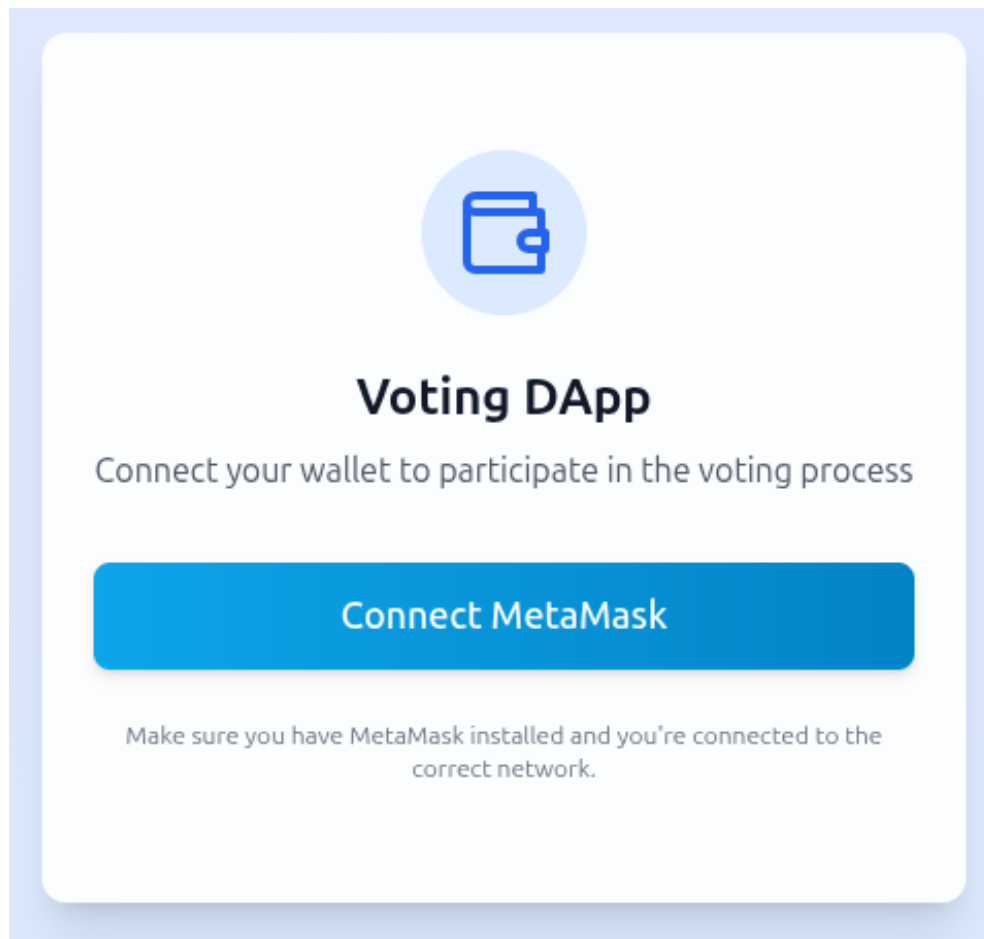 Voting DApp
Connect your wallet to participate in the voting process
Connect MetaMask
Make sure you have MetaMask installed and you're connected to the
correct network.